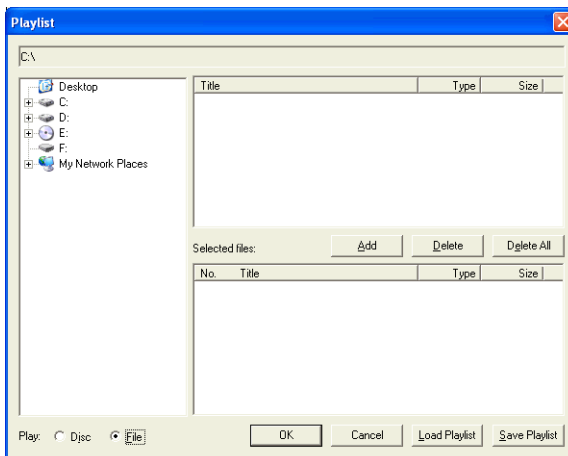 Playlist
C:\
Desktop
C:
D:
E:
F:
My Network Places
Title Type Size
Selected files: Add Delete Delete All
No. Title Type Size
Play: Disc File OK Cancel Load Playlist Save Playlist